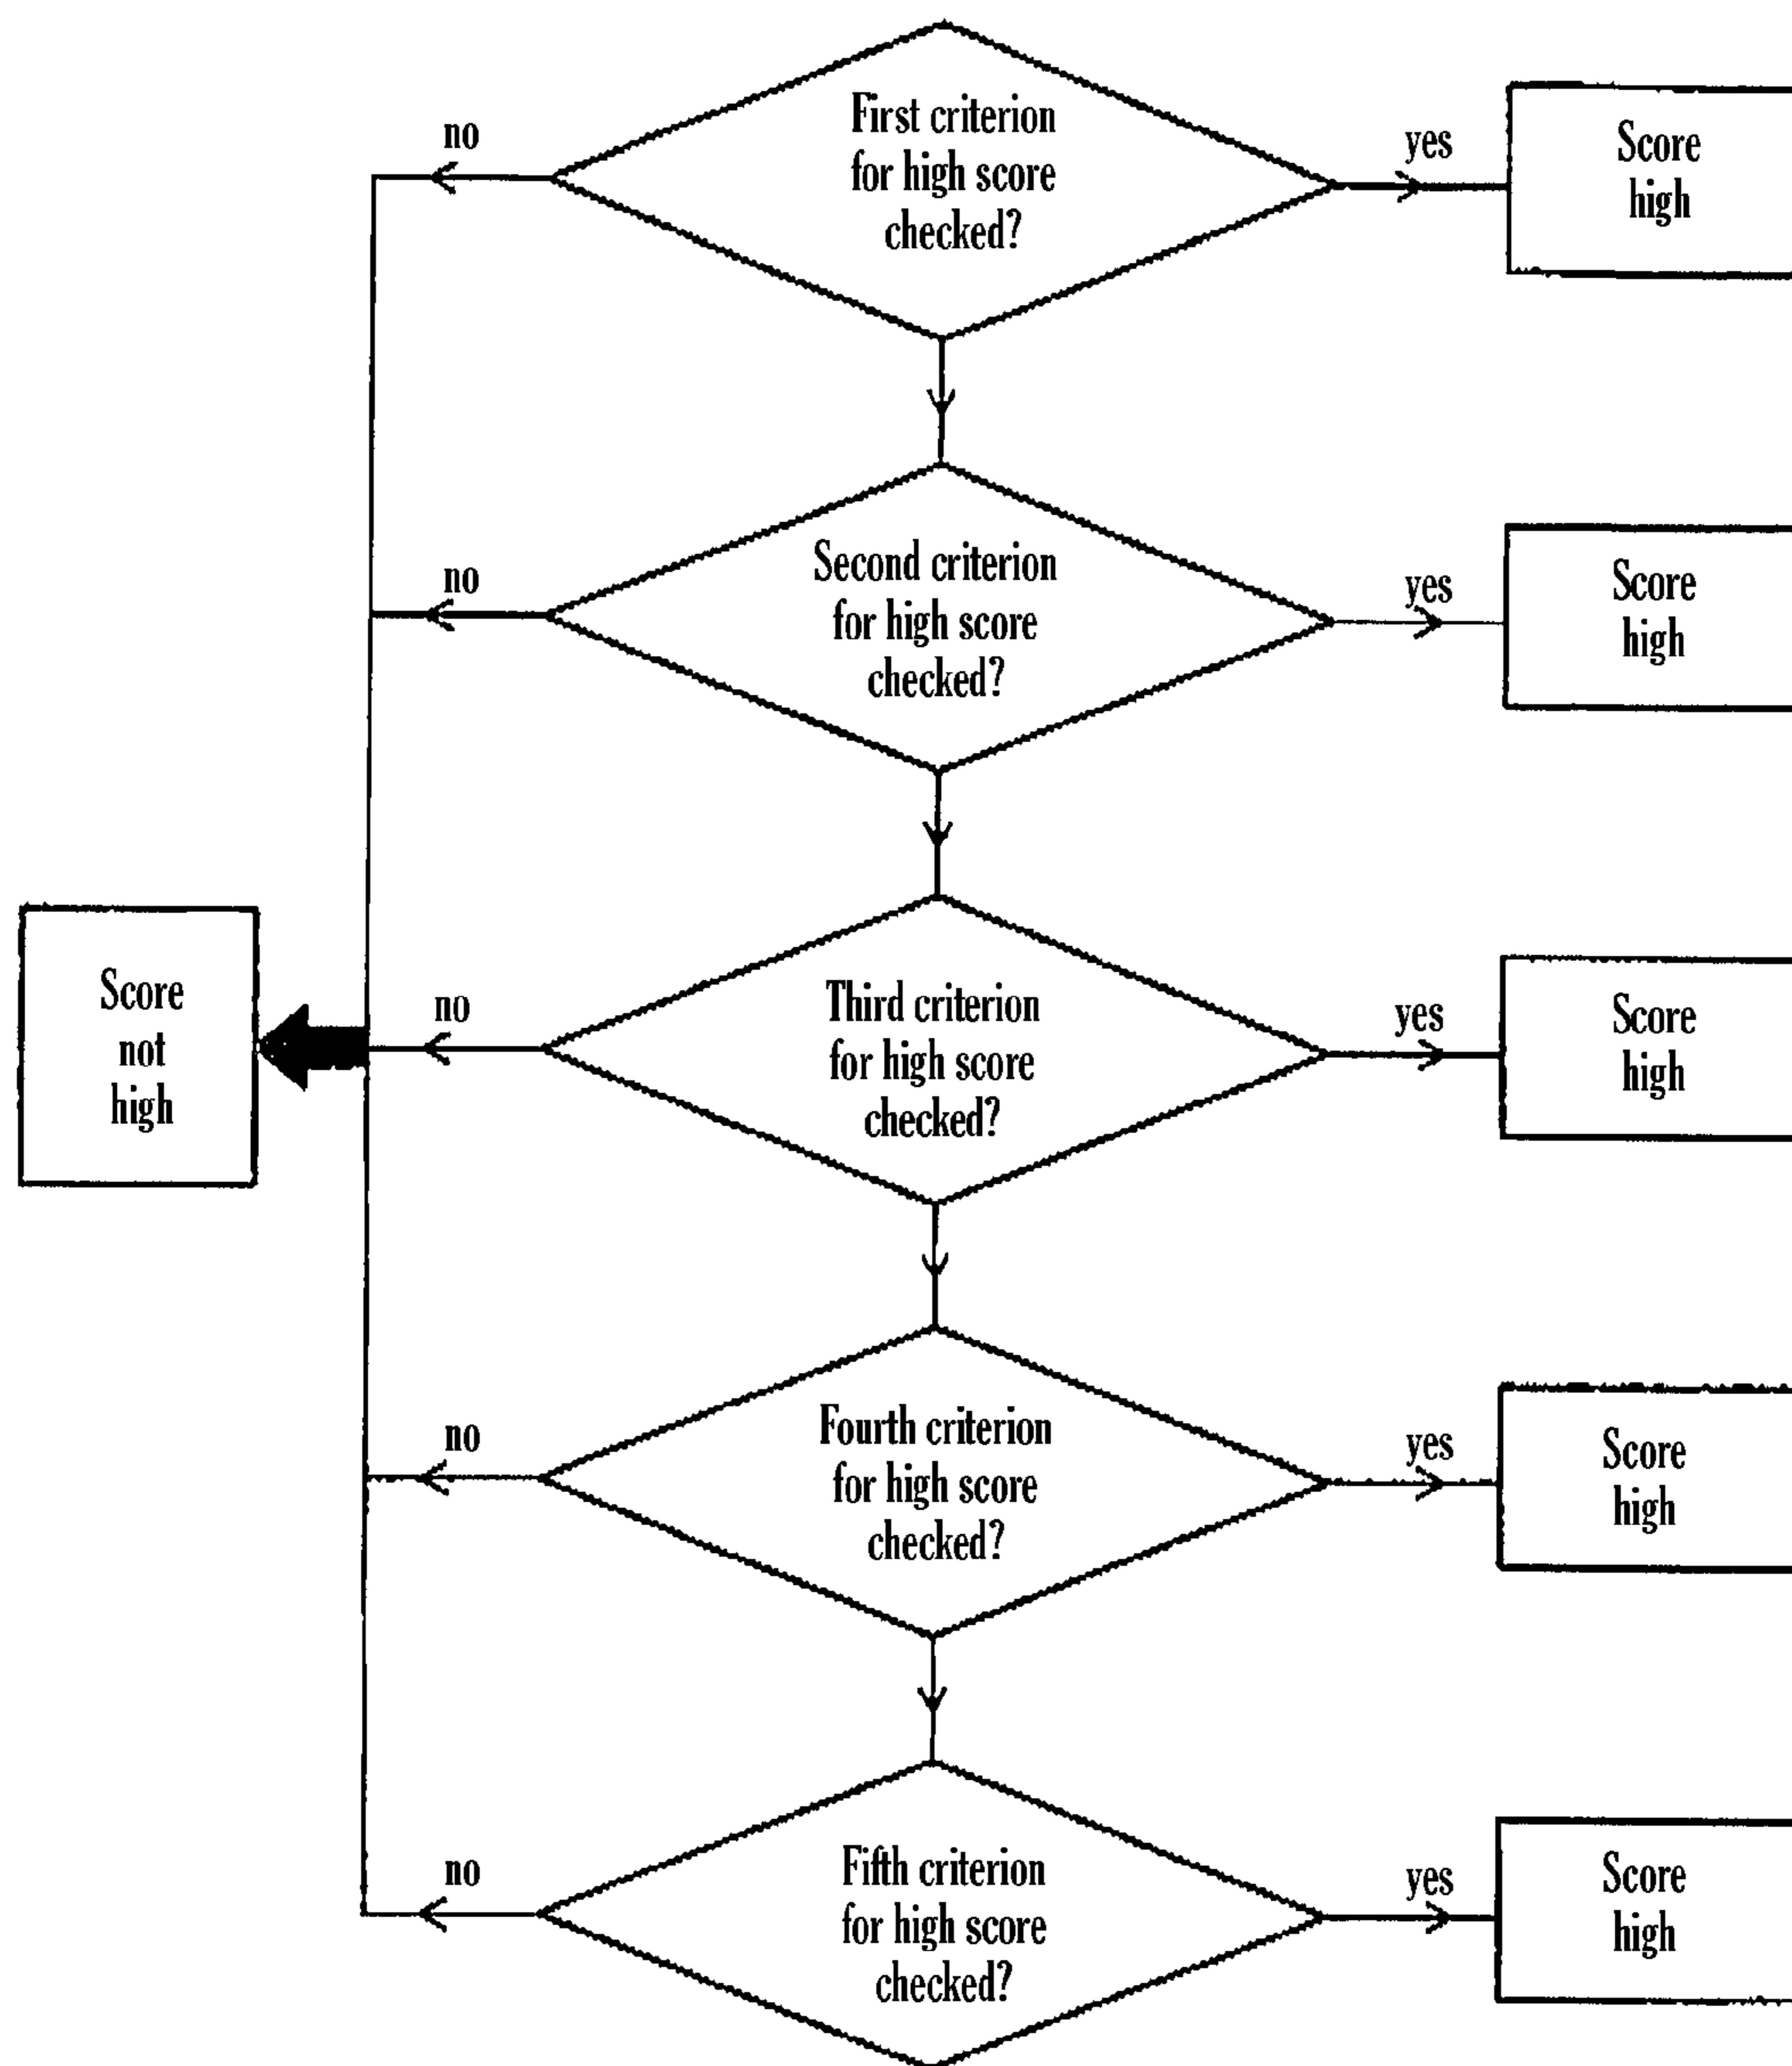 no
First criterion
for high score
checked?
yes
Score
high
no
Second criterion
for high score
checked?
yes
Score
high
Score
not
high
no
Third criterion
for high score
checked?
yes
Score
high
no
Fourth criterion
for high score
checked?
yes
Score
high
no
Fifth criterion
for high score
checked?
yes
Score
high